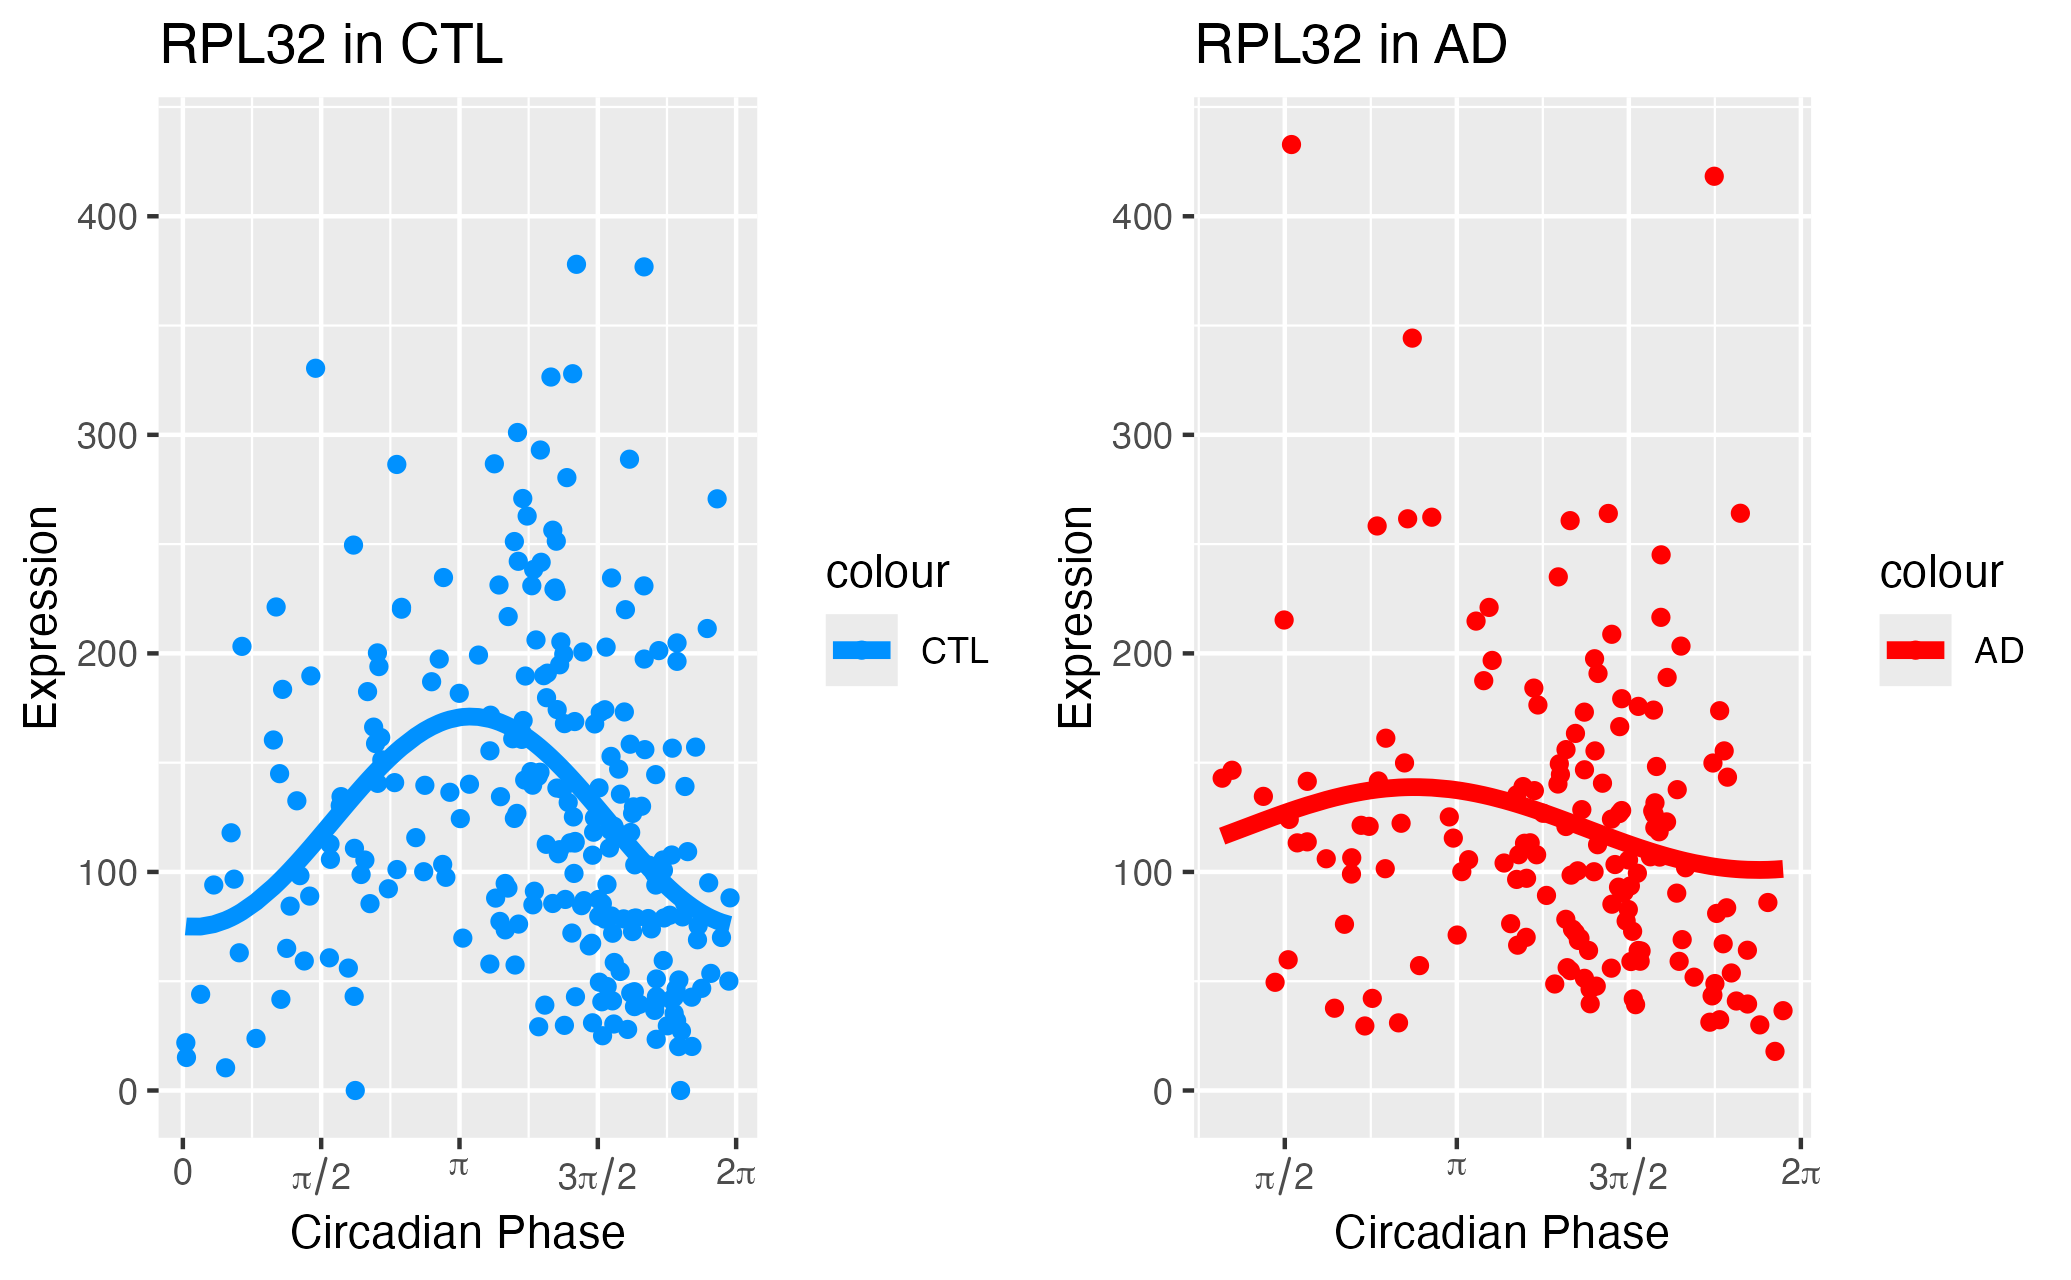 RPL32 in CTL
Expression
400
300
200
100
0
0
π/2
π
3π/2
2π
Circadian Phase
colour
CTL
RPL32 in AD
Expression
400
300
200
100
0
π/2
π
3π/2
2π
Circadian Phase
colour
AD